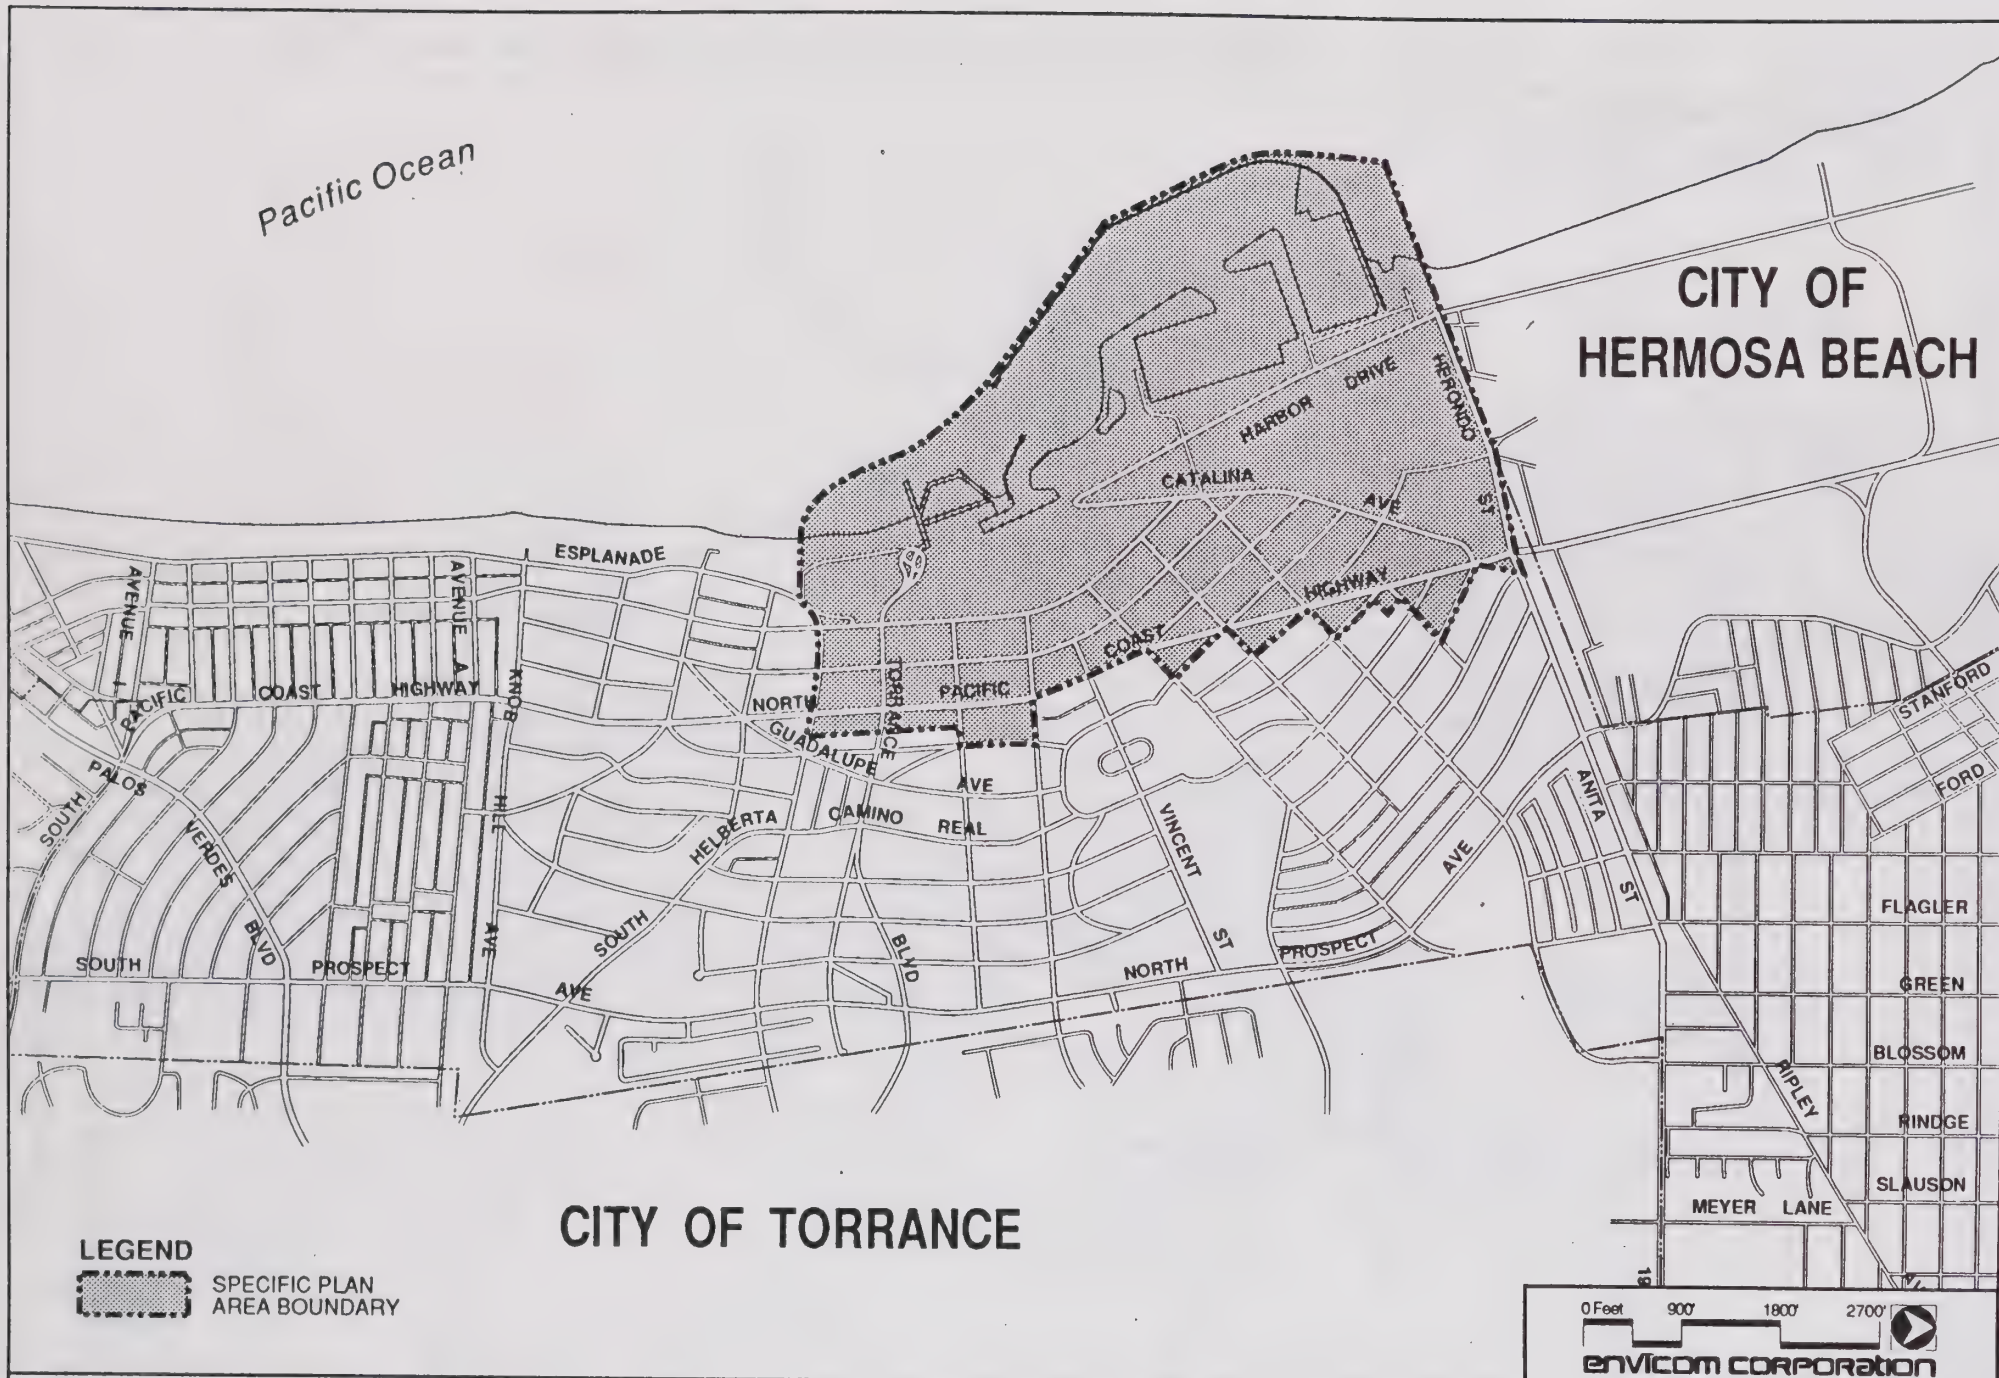 Pacific Ocean
CITY OF
HERMOSA BEACH
HARBOR DRIVE
HERONDO ST
CATALINA AVE
ESPLANADE
AVENUE I
AVENUE A
KNOB HILL AVE
PACIFIC COAST HIGHWAY
NORTH PACIFIC COAST HIGHWAY
TORRANCE BLVD
GUADALUPE AVE
CAMINO REAL
SOUTH
PALOS VERDES BLVD
HELBERTA
SOUTH
AVE
VINCENT ST
ANITA ST
AVE
STANFORD
FORD
FLAGLER
GREEN
BLOSSOM
RIPLEY
RINDGE
SLAUSON
MEYER LANE
SOUTH PROSPECT AVE
NORTH PROSPECT
CITY OF TORRANCE
LEGEND
SPECIFIC PLAN
AREA BOUNDARY
0 Feet 900' 1800' 2700'
envicom CORPORation